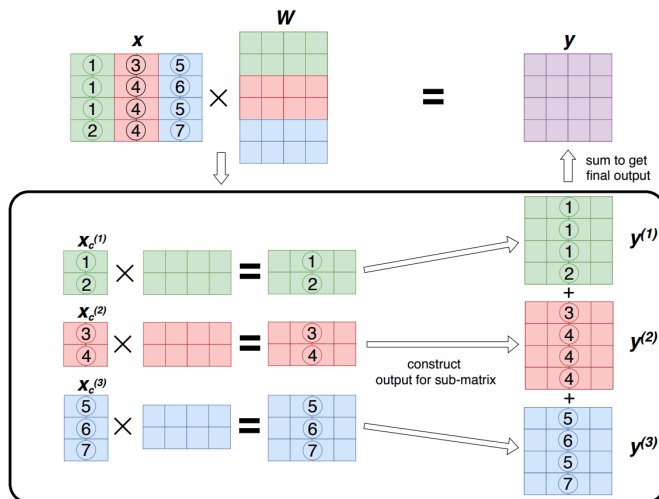 x
W
y
1 3 5
1 4 6
1 4 5
2 4 7
×
=
sum to get
final output
x_c^(1)
1
2
×
=
1
2
1
1
1
2
y^(1)
+
x_c^(2)
3
4
×
=
3
4
3
4
4
4
y^(2)
construct
output for sub-matrix
+
x_c^(3)
5
6
7
×
=
5
6
7
5
6
5
7
y^(3)